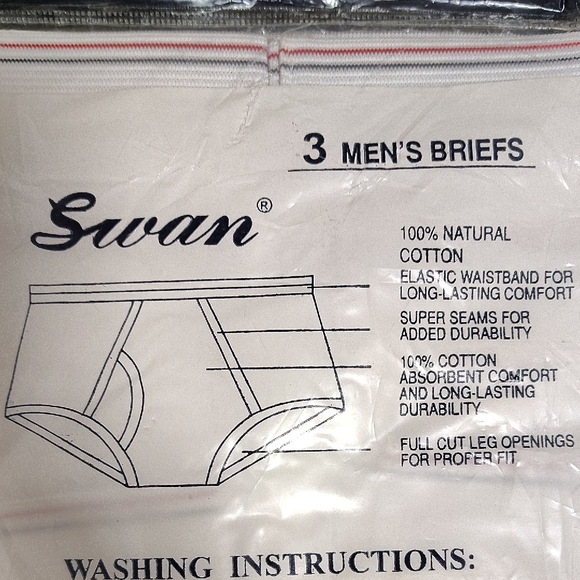 3 MEN'S BRIEFS
Swan®
100% NATURAL
COTTON
ELASTIC WAISTBAND FOR
LONG-LASTING COMFORT
SUPER SEAMS FOR
ADDED DURABILITY
100% COTTON
ABSORBENT COMFORT
AND LONG-LASTING
DURABILITY
FULL CUT LEG OPENINGS
FOR PROPER FIT
WASHING INSTRUCTIONS: